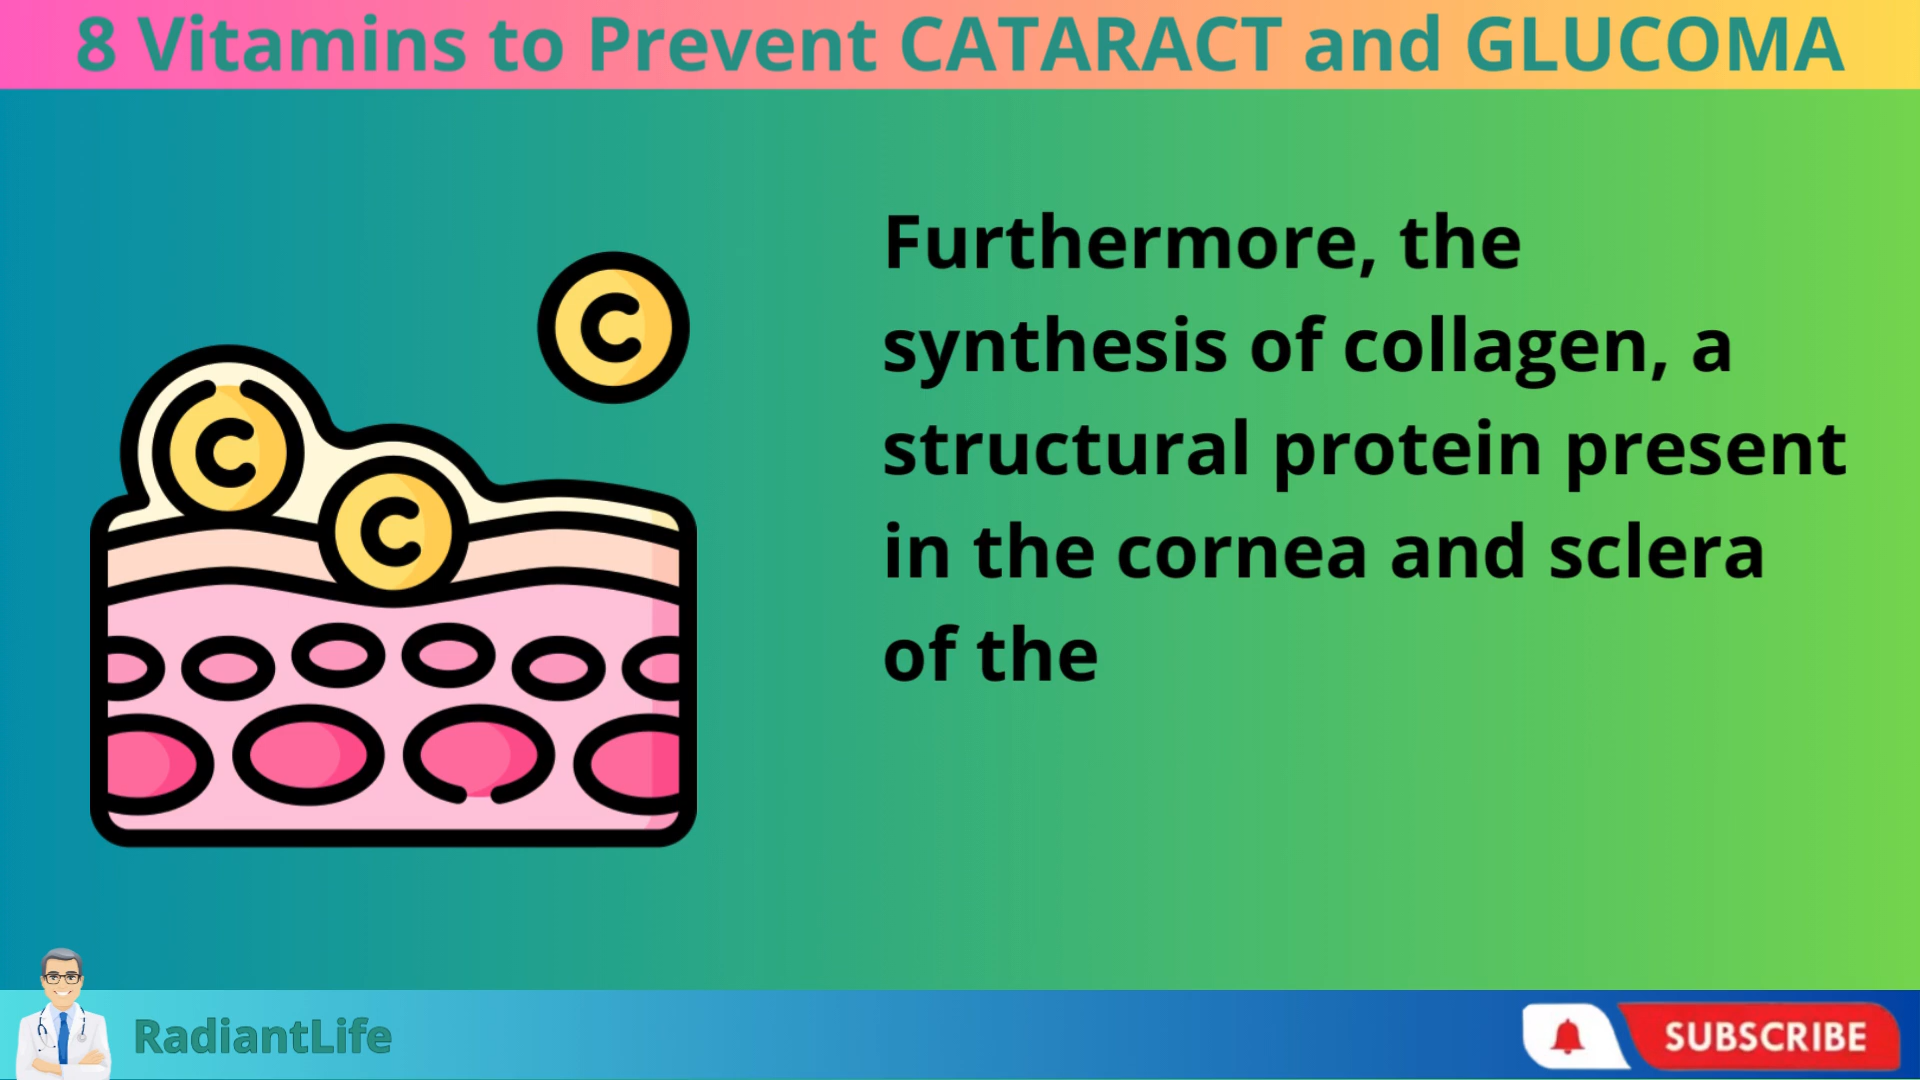 8 Vitamins to Prevent CATARACT and GLUCOMA
C
C
C
Furthermore, the
synthesis of collagen, a
structural protein present
in the cornea and sclera
of the
RadiantLife
SUBSCRIBE